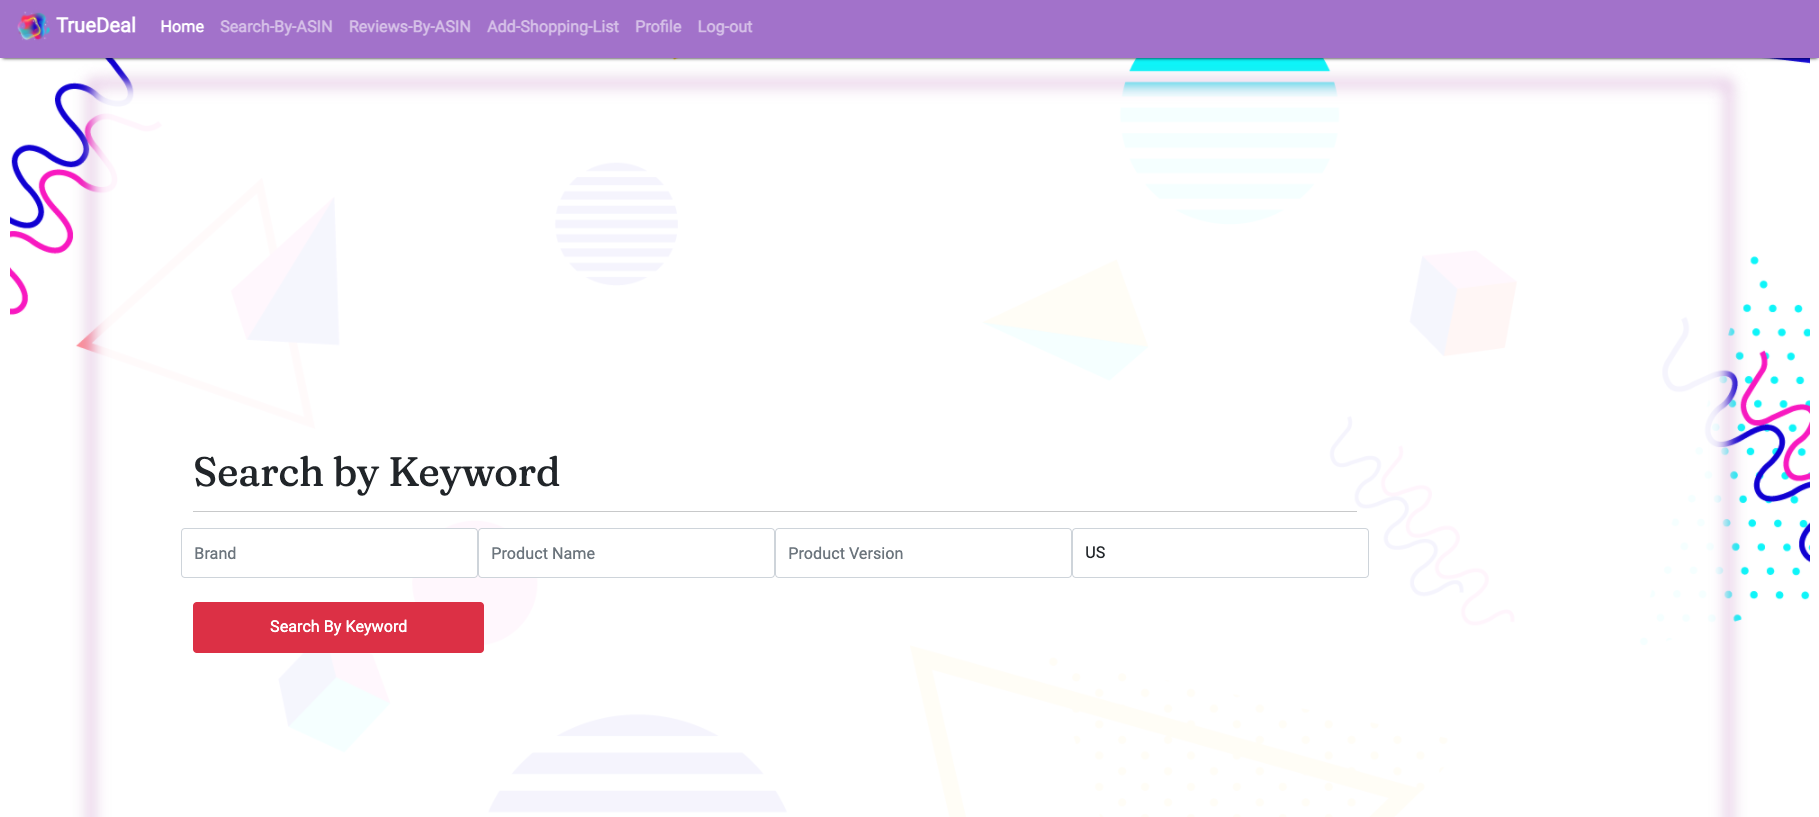 TrueDeal Home Search-By-ASIN Reviews-By-ASIN Add-Shopping-List Profile Log-out
Search by Keyword
Brand Product Name Product Version US
Search By Keyword